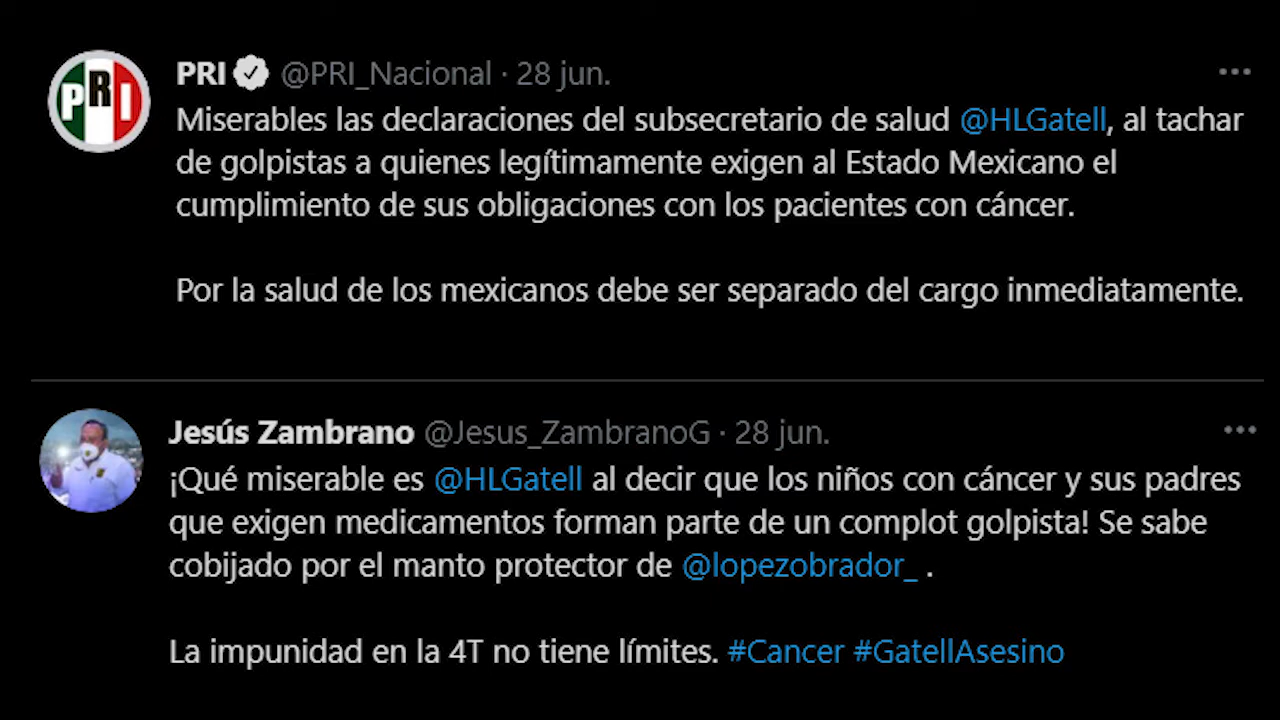 PRI @PRI_Nacional · 28 jun.
Miserables las declaraciones del subsecretario de salud @HLGatell, al tachar
de golpistas a quienes legítimamente exigen al Estado Mexicano el
cumplimiento de sus obligaciones con los pacientes con cáncer.
Por la salud de los mexicanos debe ser separado del cargo inmediatamente.
PRI
Jesús Zambrano @Jesus_ZambranoG · 28 jun.
¡Qué miserable es @HLGatell al decir que los niños con cáncer y sus padres
que exigen medicamentos forman parte de un complot golpista! Se sabe
cobijado por el manto protector de @lopezobrador_ .
La impunidad en la 4T no tiene límites. #Cancer #GatellAsesino